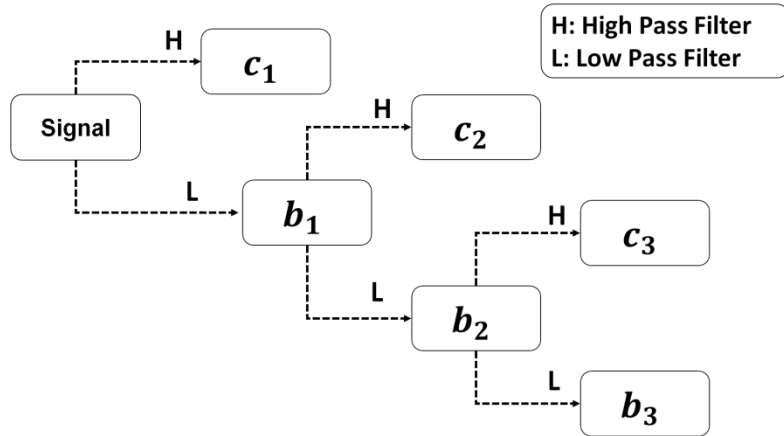 H
c₁
H: High Pass Filter
L: Low Pass Filter
Signal
H
c₂
L
b₁
H
c₃
L
b₂
L
b₃